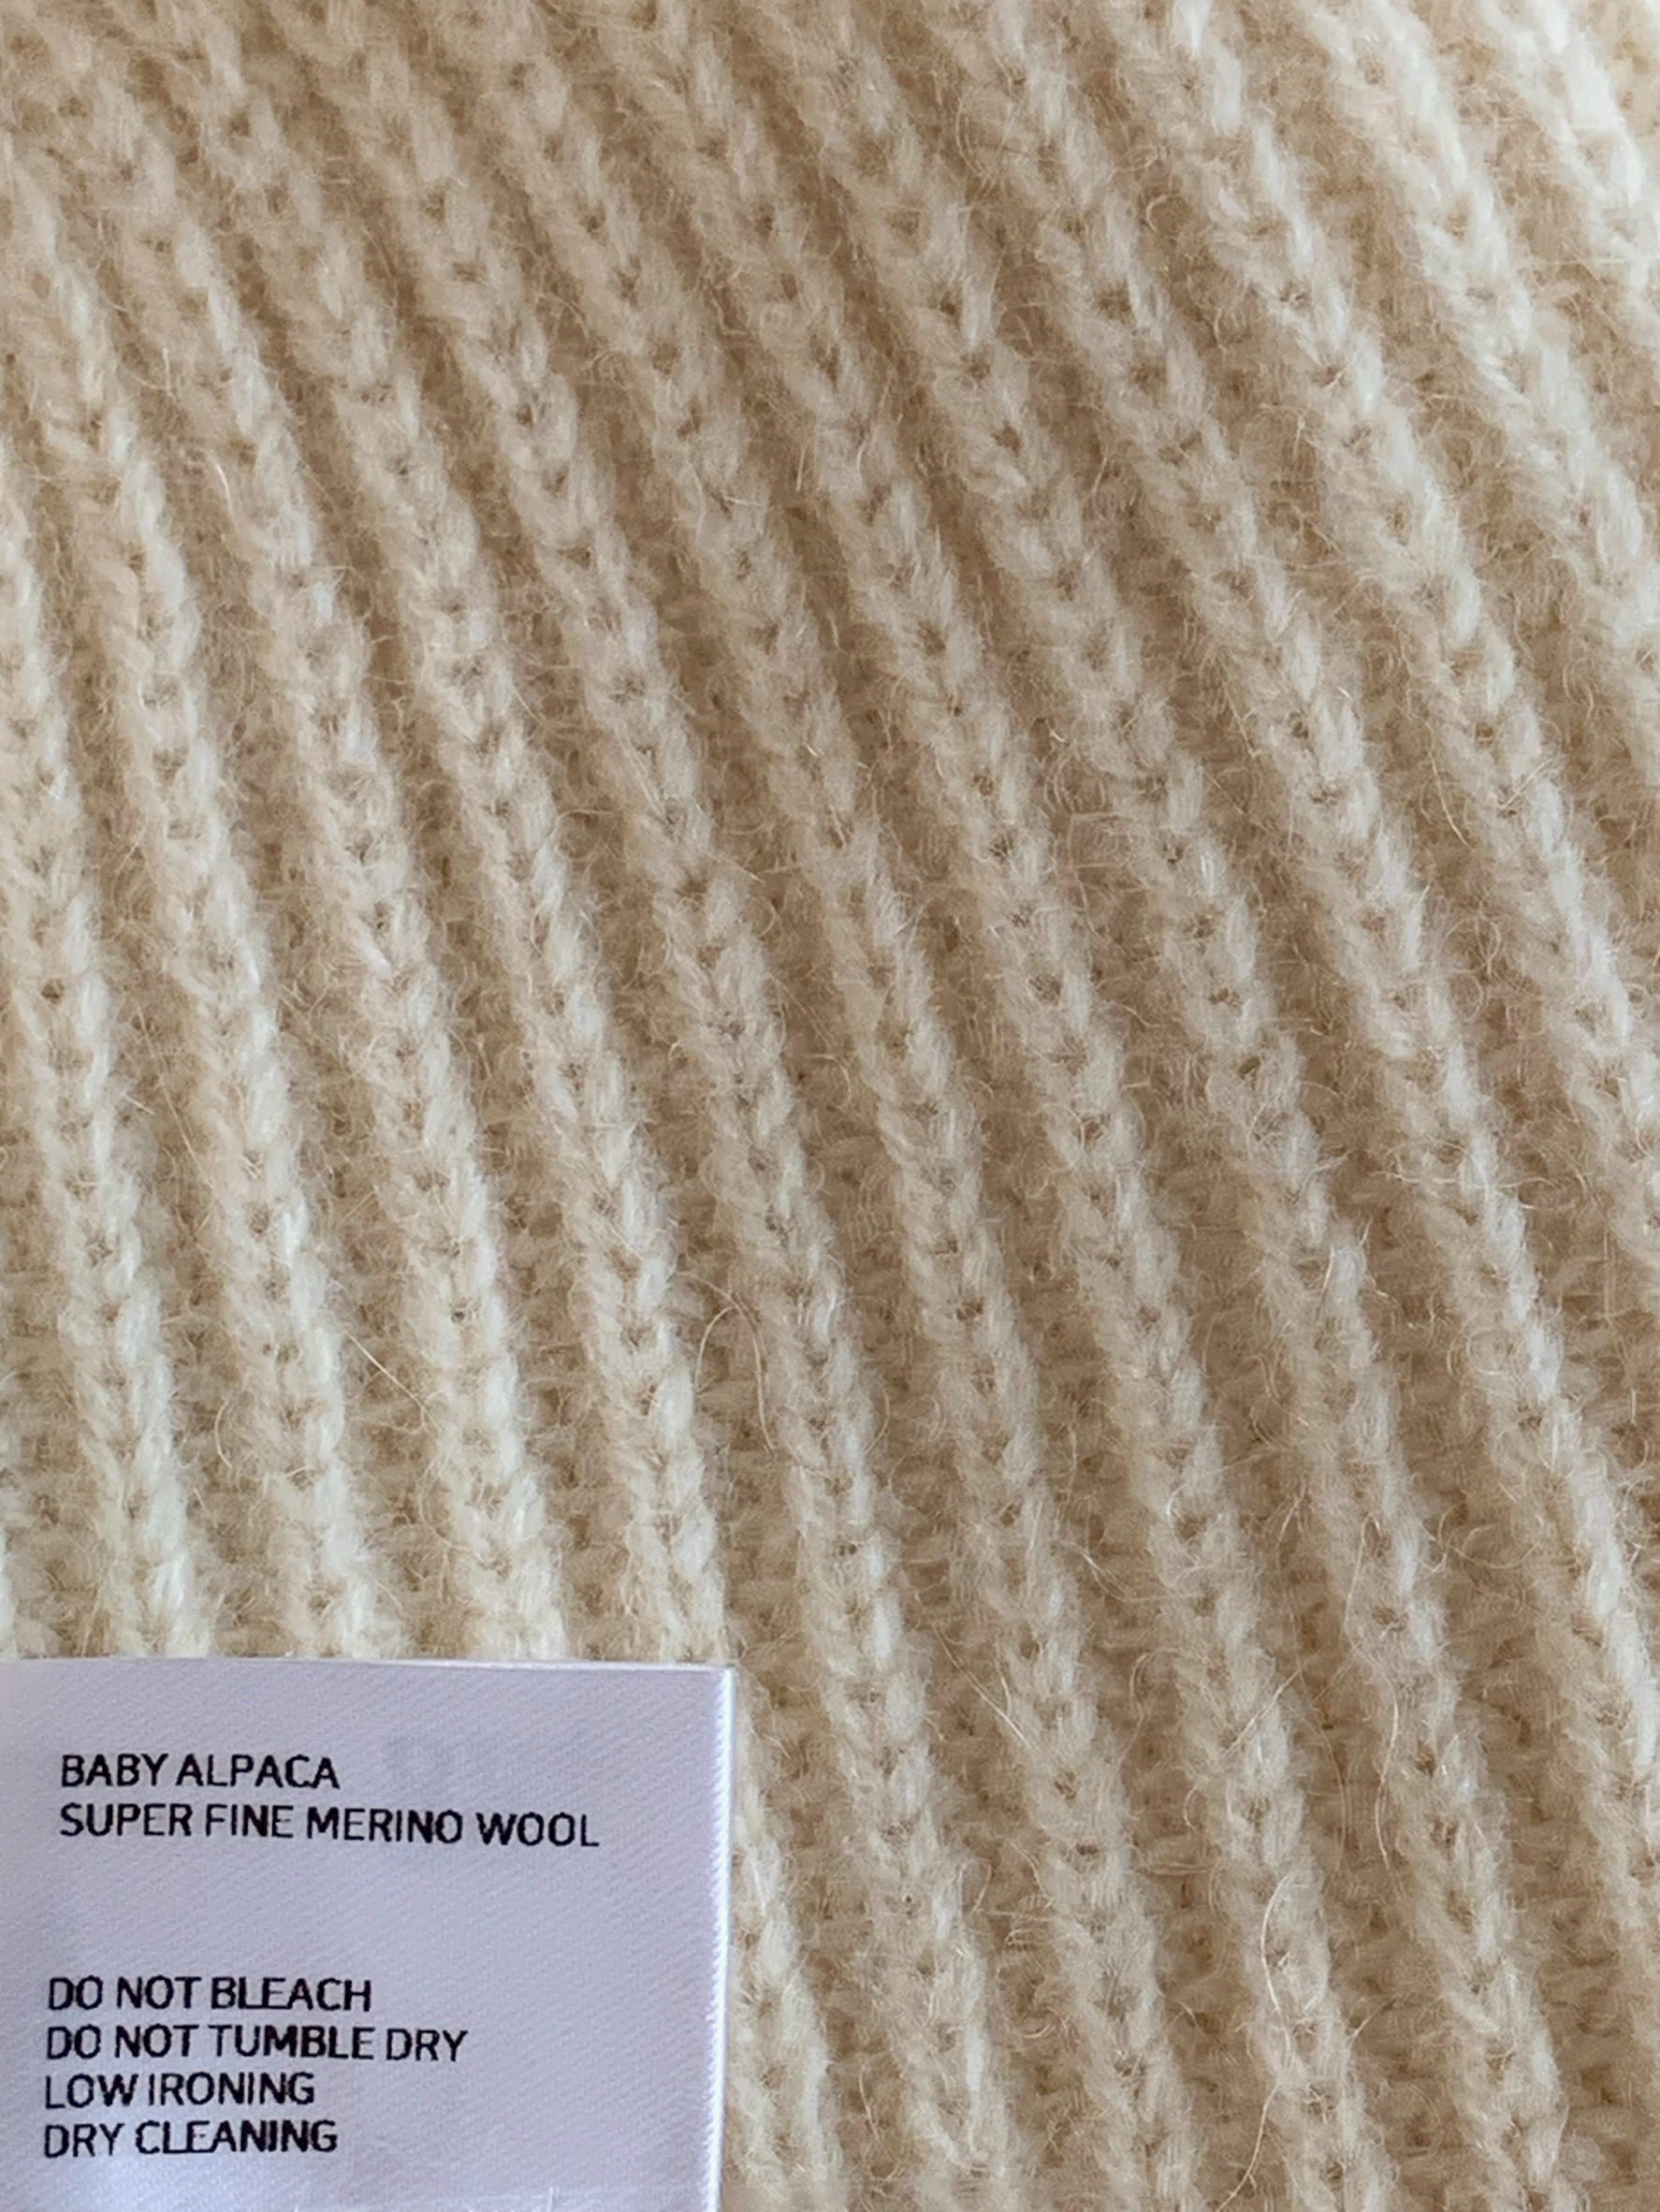 BABY ALPACA
SUPER FINE MERINO WOOL
DO NOT BLEACH
DO NOT TUMBLE DRY
LOW IRONING
DRY CLEANING